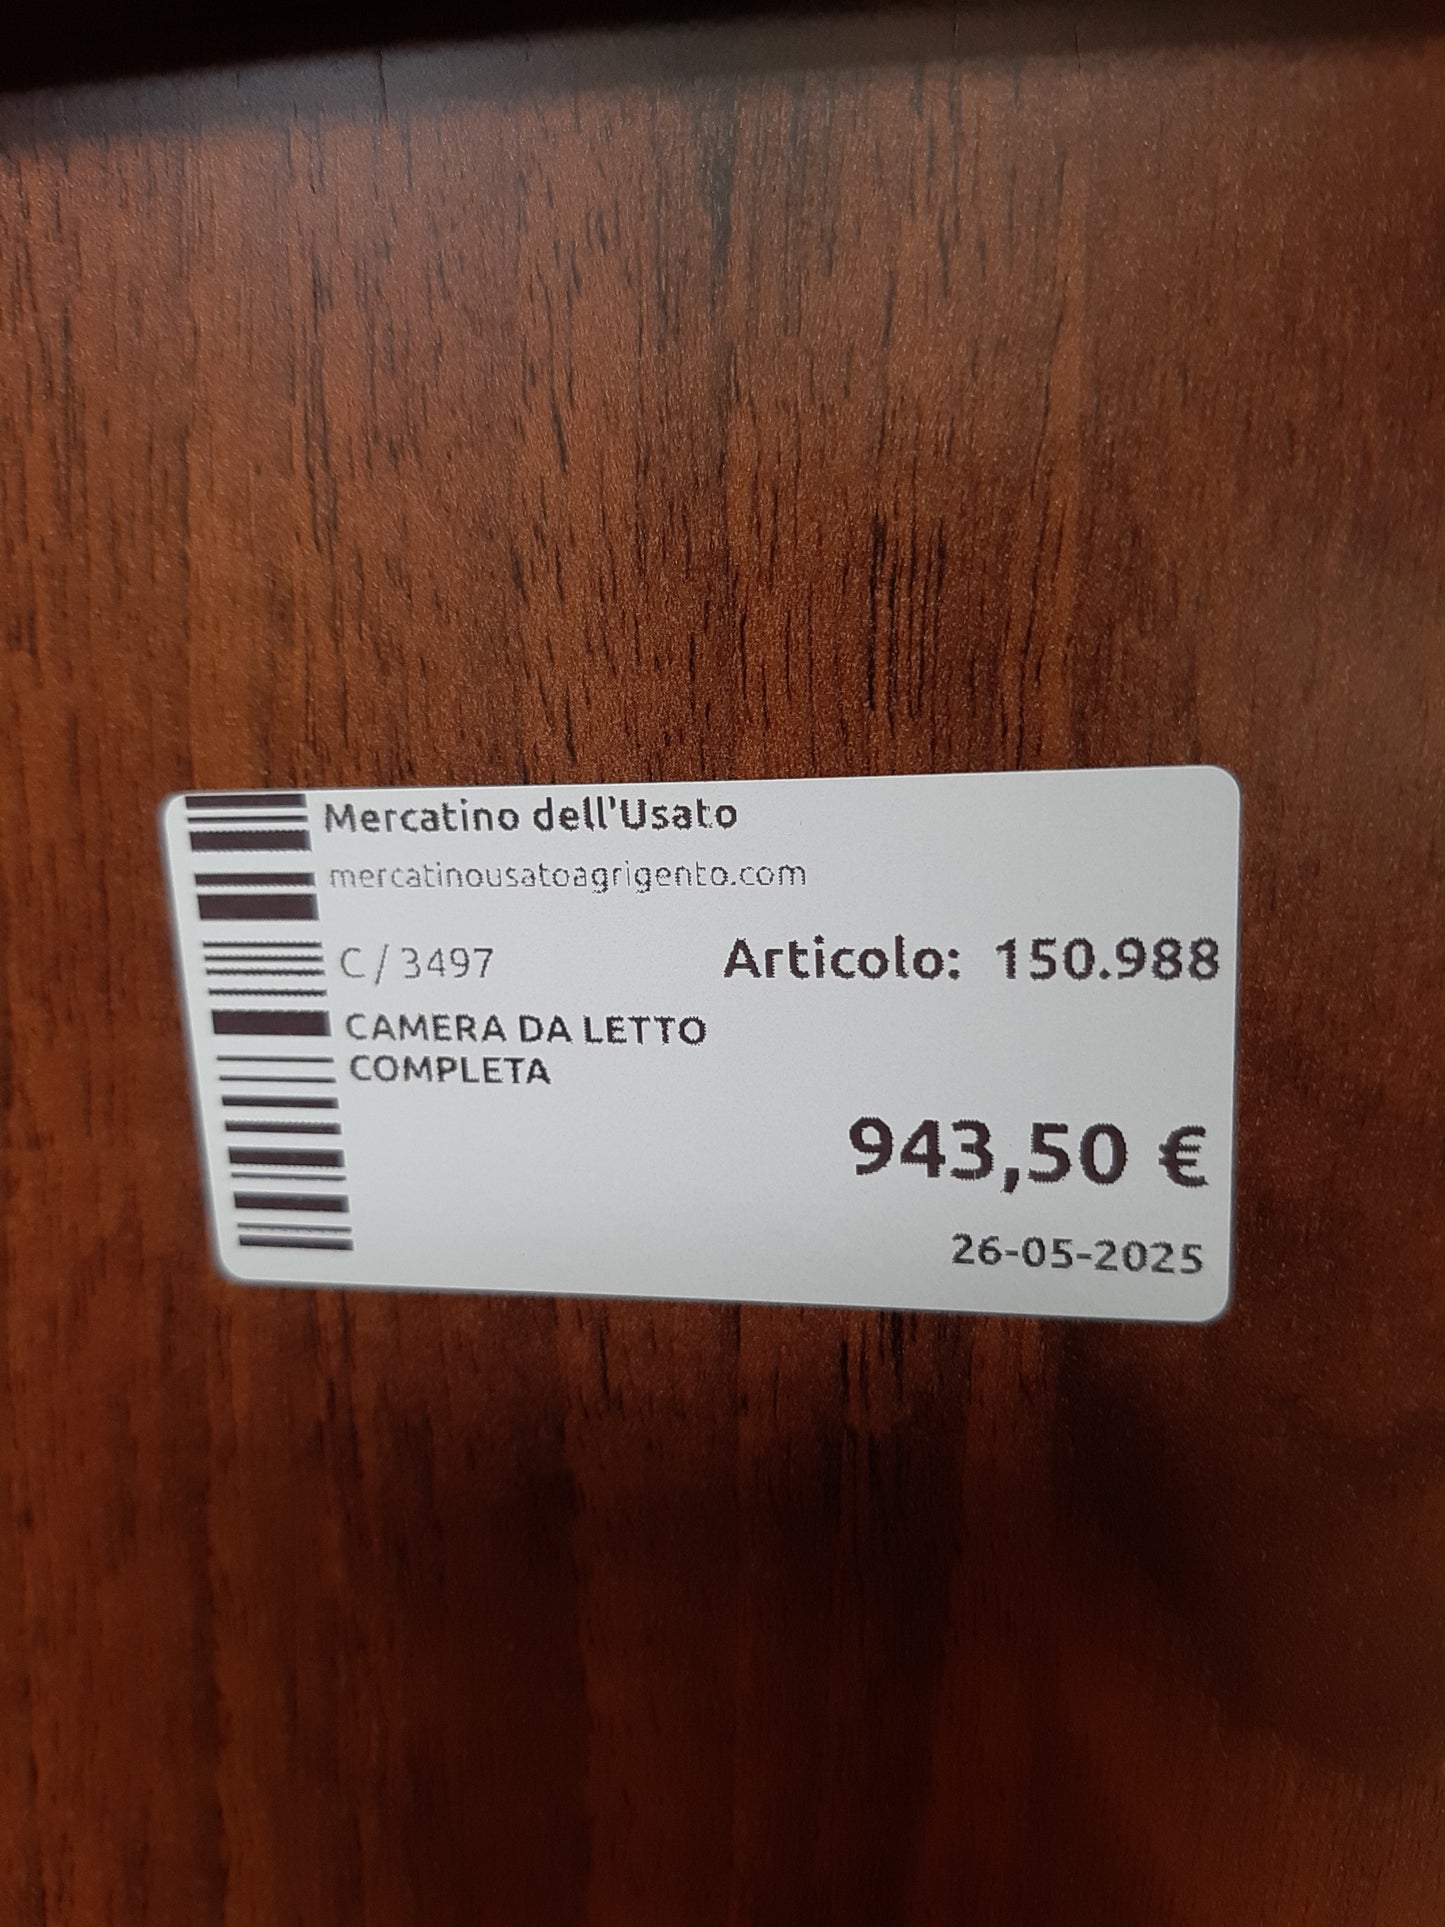 Mercatino dell'Usato
mercatinousatoagrigento.com
C / 3497 Articolo: 150.988
CAMERA DA LETTO
COMPLETA
943,50 €
26-05-2025